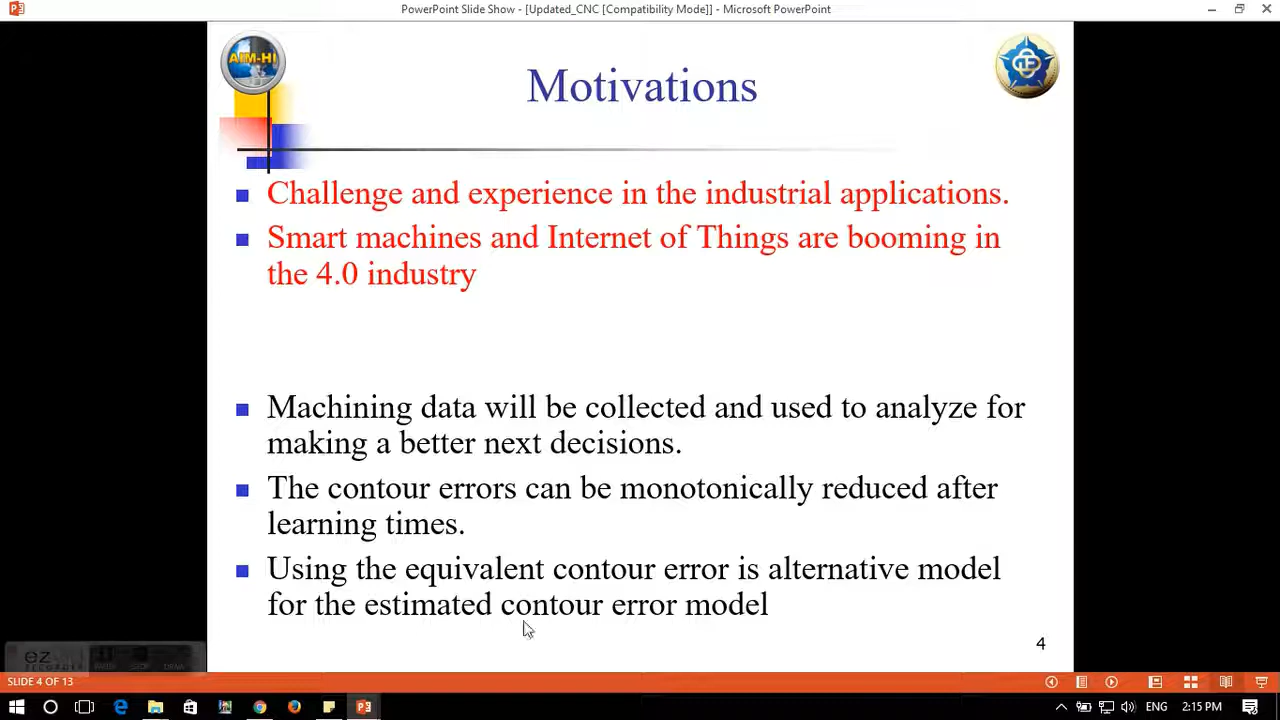 PowerPoint Slide Show - [Updated_CNC [Compatibility Mode]] - Microsoft PowerPoint
AIM-HI
Motivations
Challenge and experience in the industrial applications.
Smart machines and Internet of Things are booming in
the 4.0 industry
Machining data will be collected and used to analyze for
making a better next decisions.
The contour errors can be monotonically reduced after
learning times.
Using the equivalent contour error is alternative model
for the estimated contour error model
4
ez
RECORDER
STOP
SLIDE 4 OF 13
ENG
2:15 PM